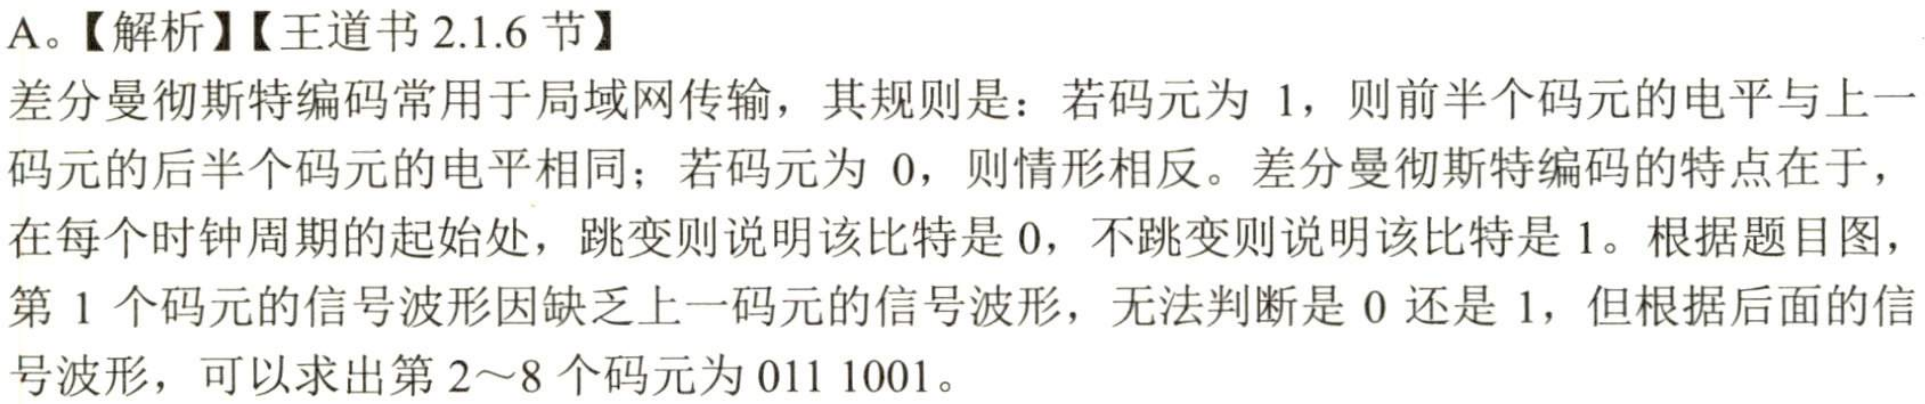 A。【解析】【王道书 2.1.6 节】
差分曼彻斯特编码常用于局域网传输，其规则是：若码元为 1，则前半个码元的电平与上一
码元的后半个码元的电平相同；若码元为 0，则情形相反。差分曼彻斯特编码的特点在于，
在每个时钟周期的起始处，跳变则说明该比特是 0，不跳变则说明该比特是 1。根据题目图，
第 1 个码元的信号波形因缺乏上一码元的信号波形，无法判断是 0 还是 1，但根据后面的信
号波形，可以求出第 2～8 个码元为 011 1001。